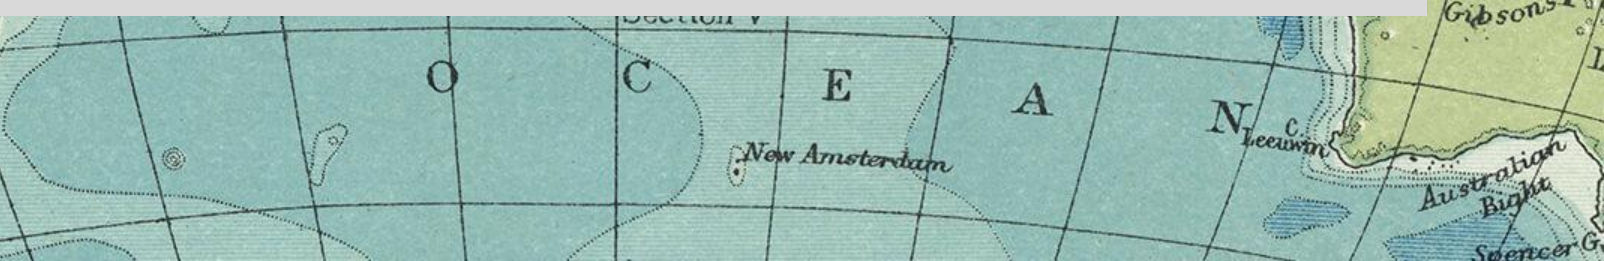 Section V
Gibsons
O C E A N
New Amsterdam
C.
Leeuwin
Australian
Bight
Spencer G.